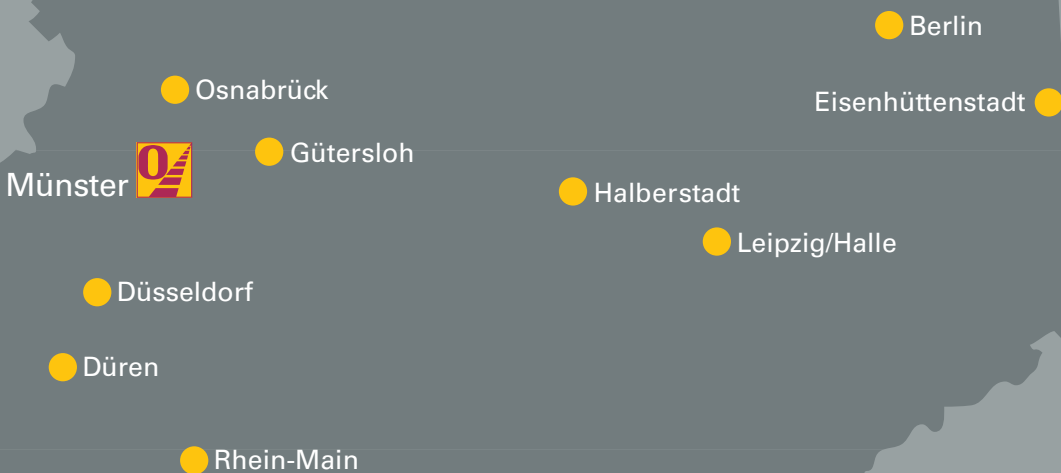 Berlin
Osnabrück
Eisenhüttenstadt
Gütersloh
Münster
Halberstadt
Leipzig/Halle
Düsseldorf
Düren
Rhein-Main